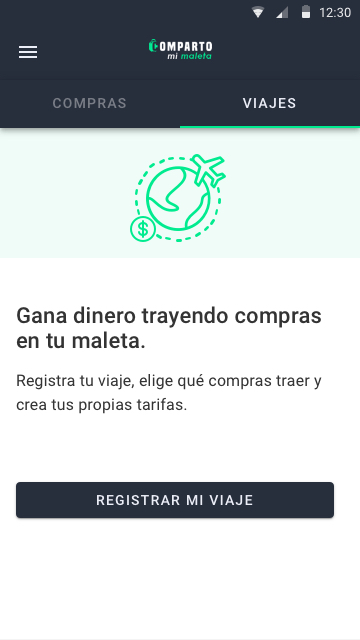 12:30
COMPARTO
mi maleta
COMPRAS
VIAJES
$
Gana dinero trayendo compras
en tu maleta.
Registra tu viaje, elige qué compras traer y
crea tus propias tarifas.
REGISTRAR MI VIAJE